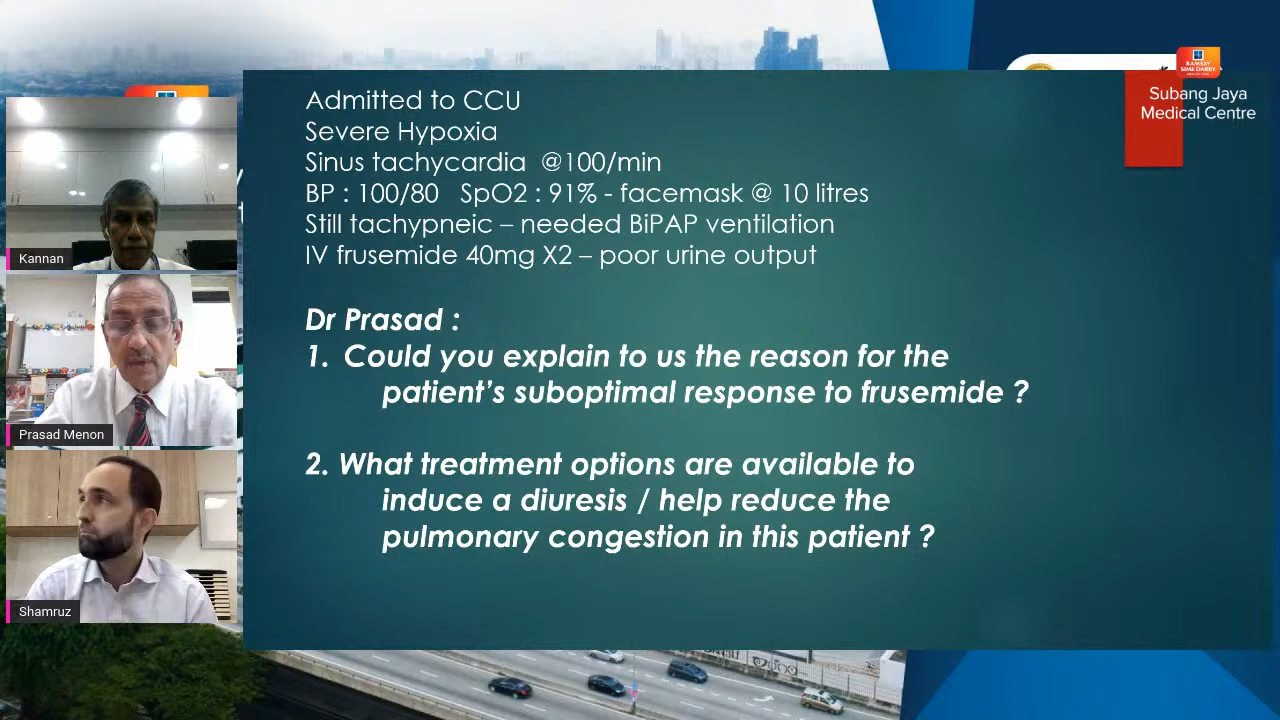 Admitted to CCU
Severe Hypoxia
Sinus tachycardia @100/min
BP : 100/80 SpO2 : 91% - facemask @ 10 litres
Still tachypneic – needed BiPAP ventilation
IV frusemide 40mg X2 – poor urine output
Dr Prasad :
1. Could you explain to us the reason for the
patient's suboptimal response to frusemide ?
2. What treatment options are available to
induce a diuresis / help reduce the
pulmonary congestion in this patient ?
RAMSAY
SIME DARBY
Subang Jaya
Medical Centre
Kannan
Prasad Menon
Shamruz